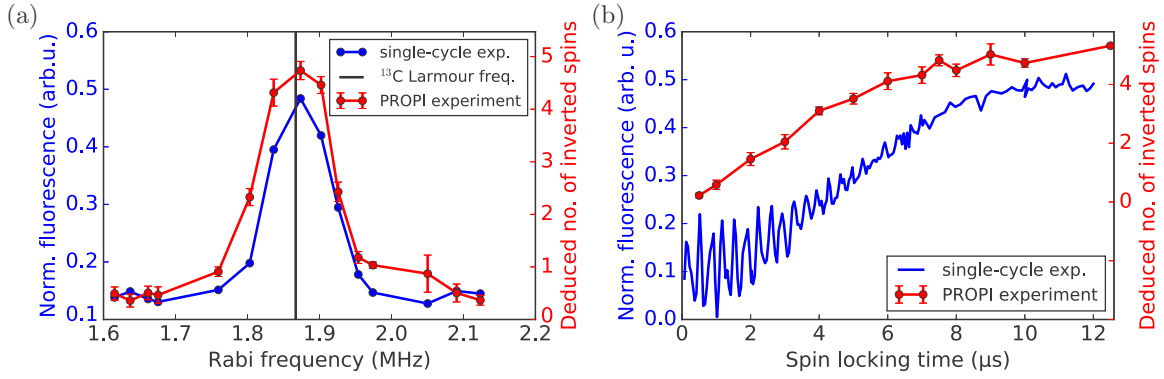 (a)
Norm. fluorescence (arb.u.)
0.6
0.5
0.4
0.3
0.2
0.1
single-cycle exp.
¹³C Larmour freq.
PROPI experiment
5
4
3
2
1
0
Deduced no. of inverted spins
1.6 1.7 1.8 1.9 2.0 2.1 2.2
Rabi frequency (MHz)
(b)
Norm. fluorescence (arb. u.)
0.6
0.5
0.4
0.3
0.2
0.1
0.0
single-cycle exp.
PROPI experiment
4
2
0
Deduced no. of inverted spins
0 2 4 6 8 10 12
Spin locking time (µs)